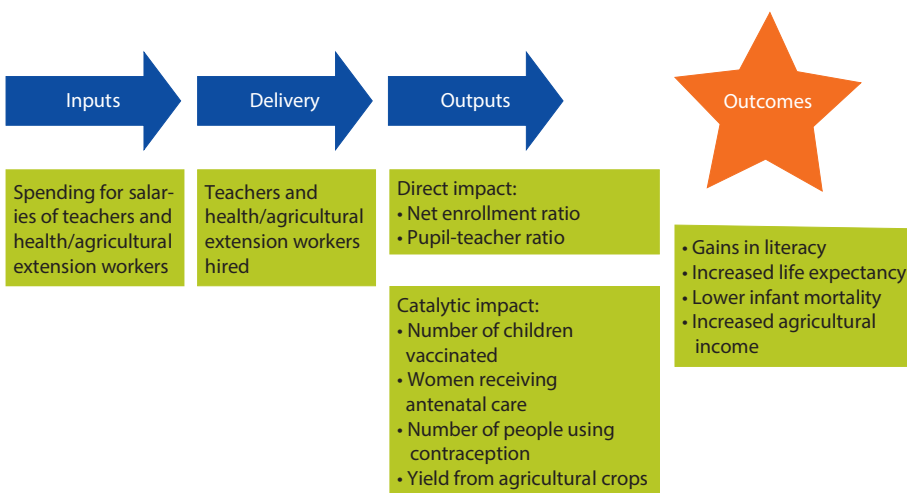 Inputs
Delivery
Outputs
Outcomes
Spending for salar-
ies of teachers and
health/agricultural
extension workers
Teachers and
health/agricultural
extension workers
hired
Direct impact:
• Net enrollment ratio
• Pupil-teacher ratio
Catalytic impact:
• Number of children
vaccinated
• Women receiving
antenatal care
• Number of people using
contraception
• Yield from agricultural crops
• Gains in literacy
• Increased life expectancy
• Lower infant mortality
• Increased agricultural
income